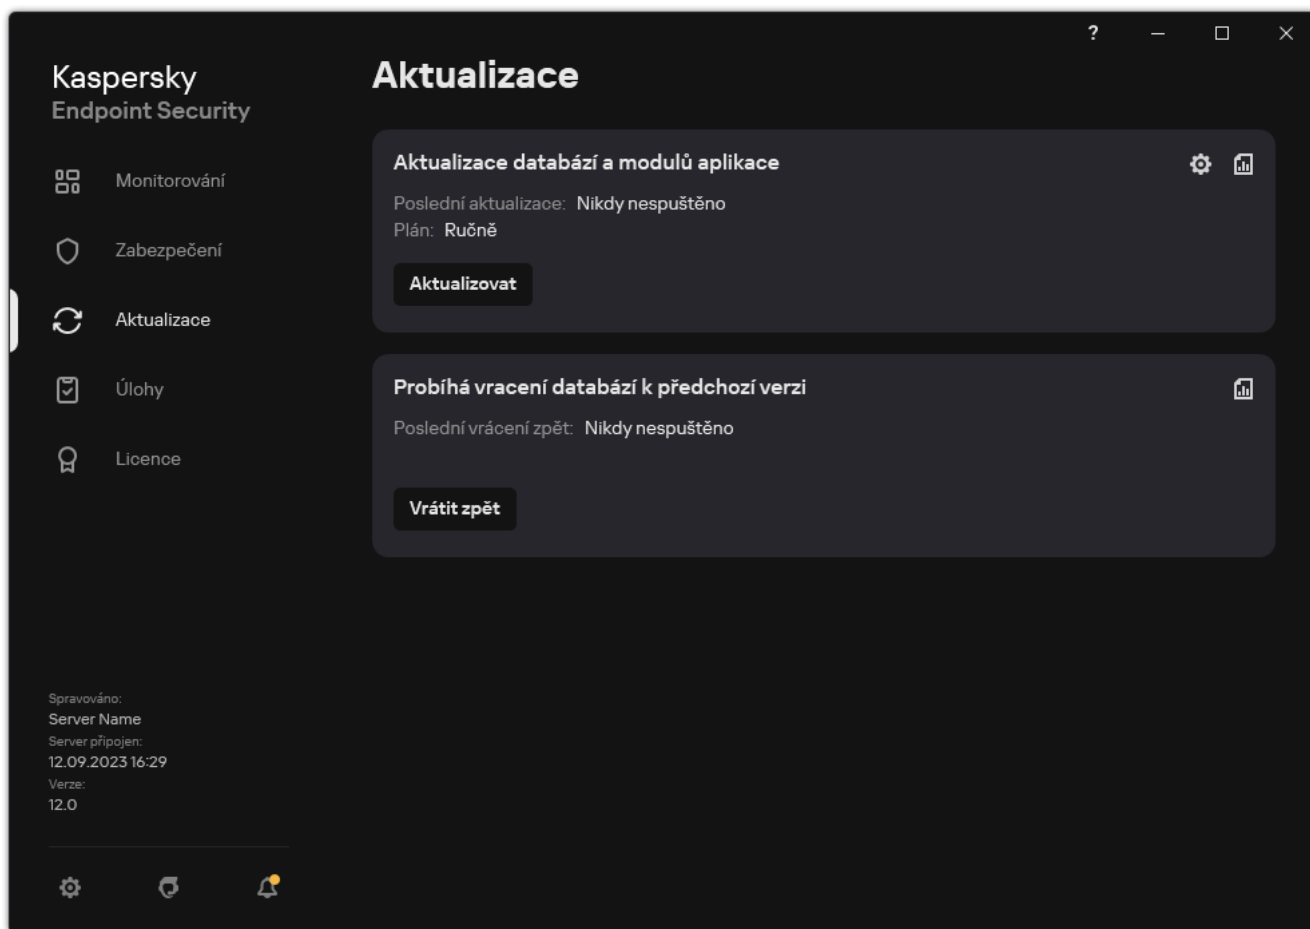 ?
Kaspersky
Endpoint Security
Monitorování
Zabezpečení
Aktualizace
Úlohy
Licence
Spravováno:
Server Name
Server připojen:
12.09.2023 16:29
Verze:
12.0
Aktualizace
Aktualizace databází a modulů aplikace
Poslední aktualizace: Nikdy nespuštěno
Plán: Ručně
Aktualizovat
Probíhá vracení databází k předchozí verzi
Poslední vrácení zpět: Nikdy nespuštěno
Vrátit zpět